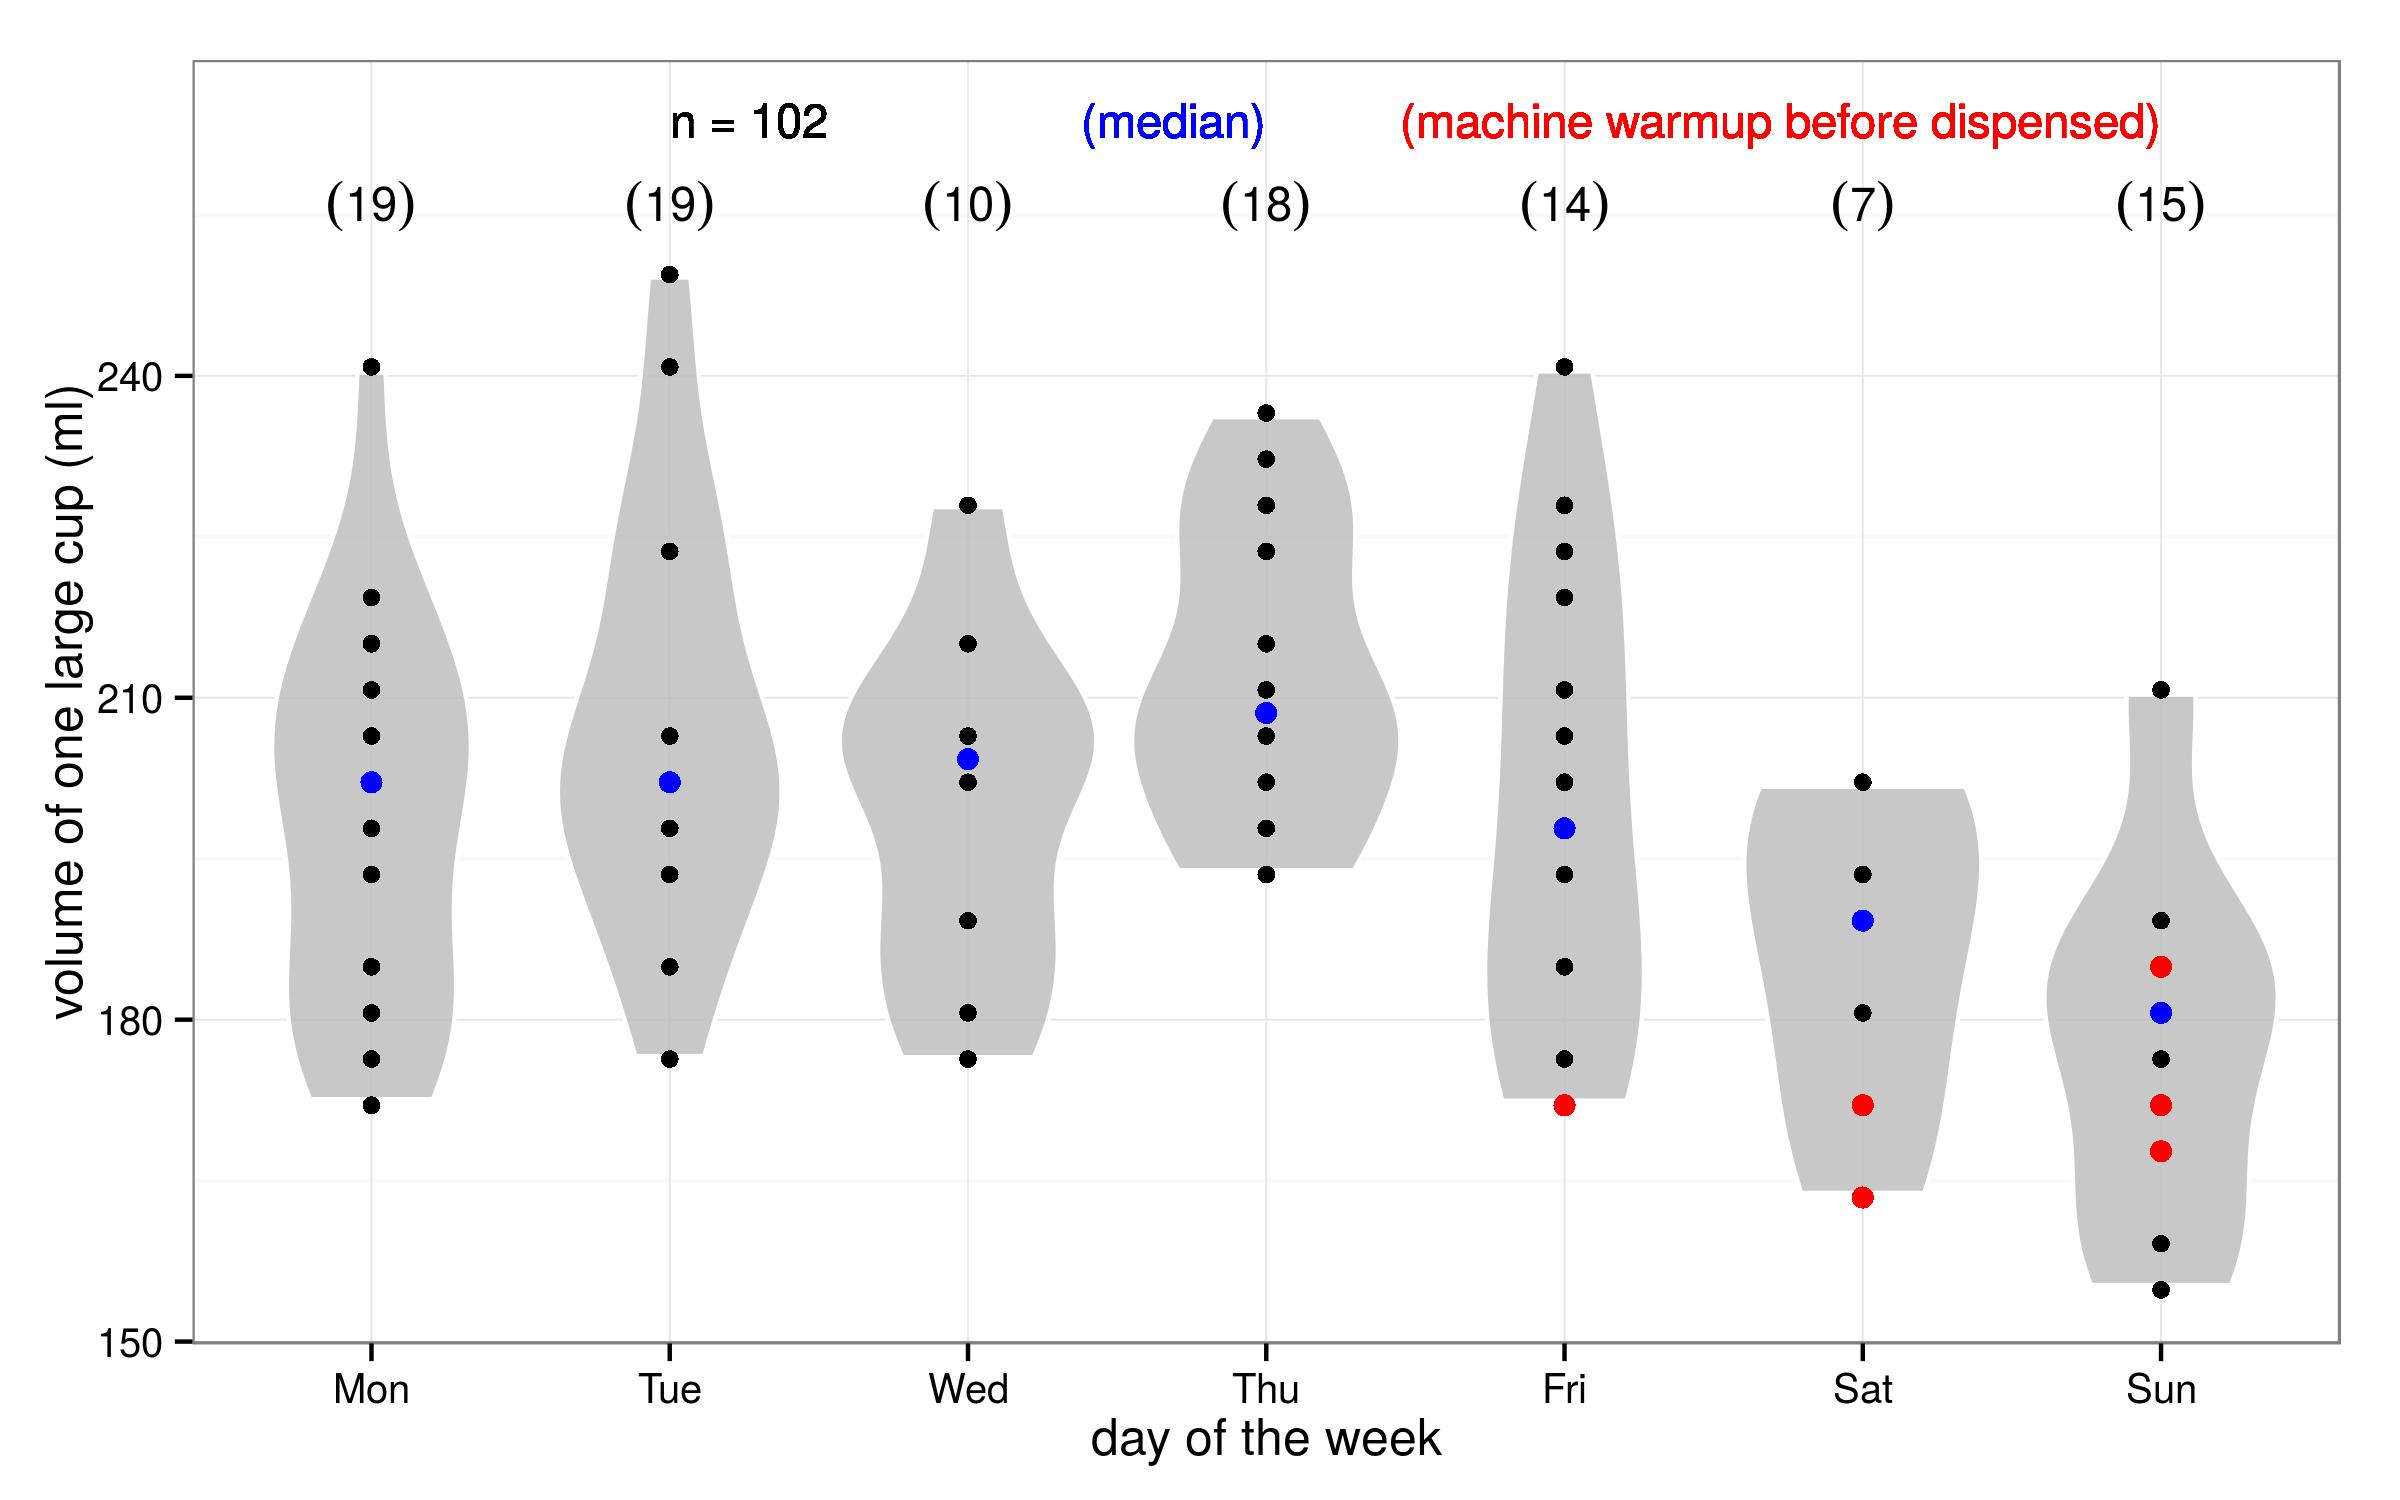 n = 102 (median) (machine warmup before dispensed)
(19) (19) (10) (18) (14) (7) (15)
volume of one large cup (ml)
240
210
180
150
Mon Tue Wed Thu Fri Sat Sun
day of the week